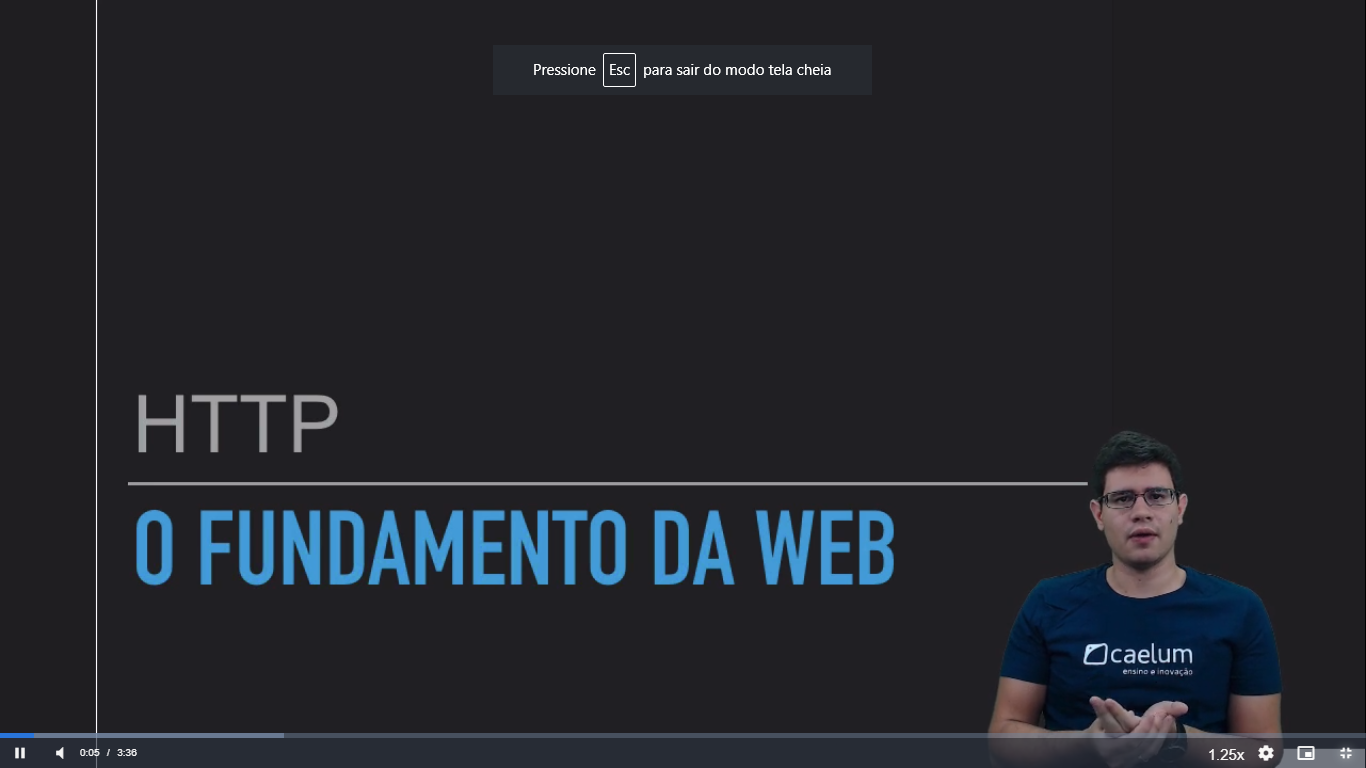 Pressione Esc para sair do modo tela cheia
HTTP
O FUNDAMENTO DA WEB
caelum
ensino e inovação
0:05 / 3:36
1.25x